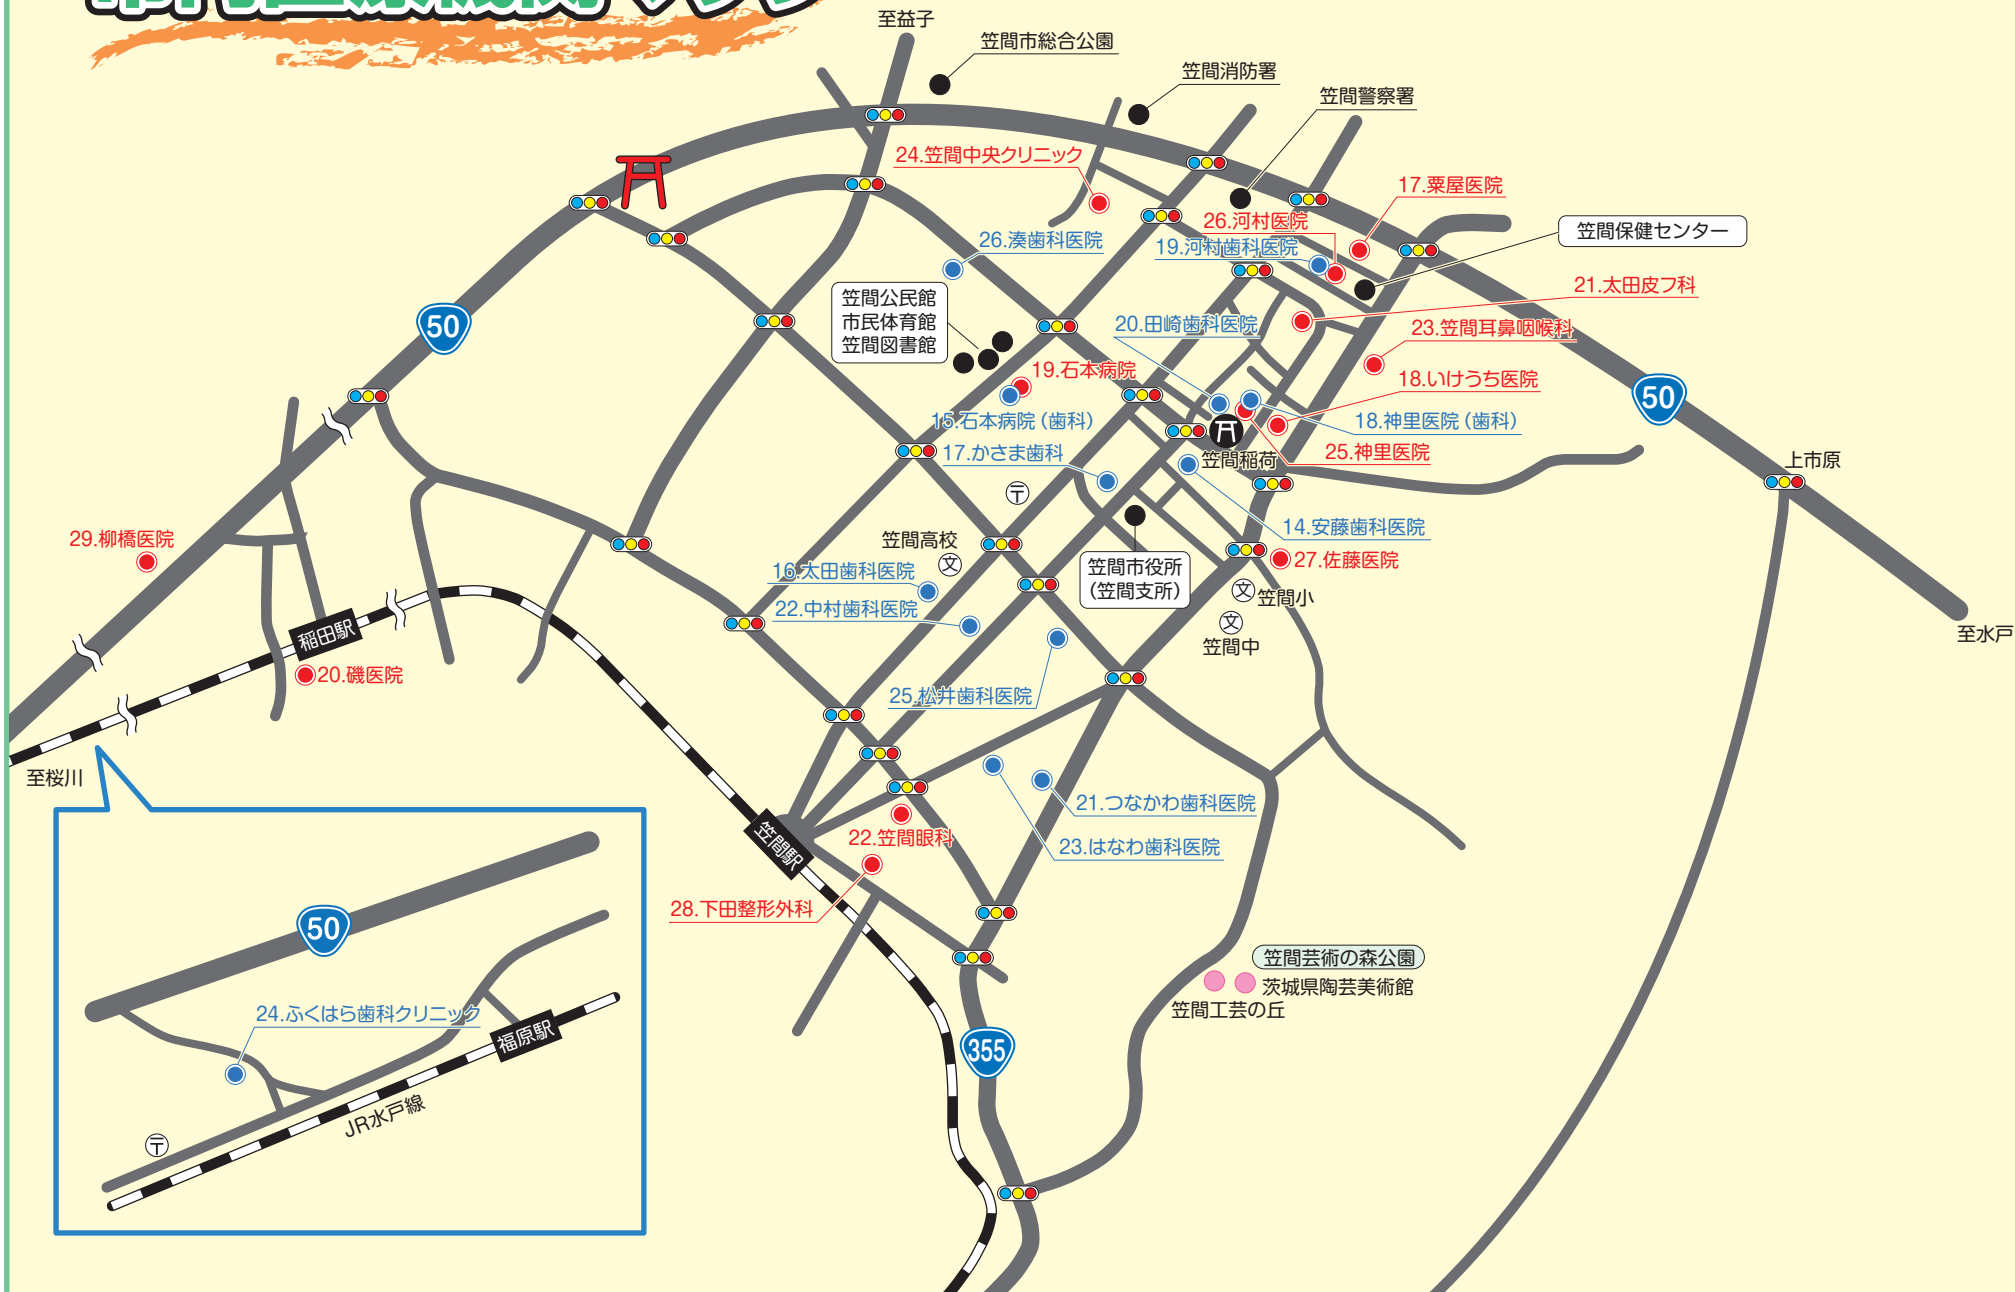 至益子
笠間市総合公園
笠間消防署
笠間警察署
24.笠間中央クリニック
17.粟屋医院
26.河村医院
19.河村歯科医院
笠間保健センター
26.湊歯科医院
21.太田皮フ科
笠間公民館
市民体育館
笠間図書館
50
20.田崎歯科医院
23.笠間耳鼻咽喉科
19.石本病院
18.いけうち医院
50
15.石本病院(歯科)
18.神里医院(歯科)
17.かさま歯科
笠間稲荷
25.神里医院
上市原
〒
14.安藤歯科医院
29.柳橋医院
笠間高校
文
27.佐藤医院
16.太田歯科医院
笠間市役所
(笠間支所)
文
笠間小
22.中村歯科医院
文
笠間中
至水戸
稲田駅
20.磯医院
25.松井歯科医院
至桜川
21.つなかわ歯科医院
笠間駅
22.笠間眼科
23.はなわ歯科医院
28.下田整形外科
50
笠間芸術の森公園
茨城県陶芸美術館
笠間工芸の丘
24.ふくはら歯科クリニック
福原駅
355
JR水戸線
〒